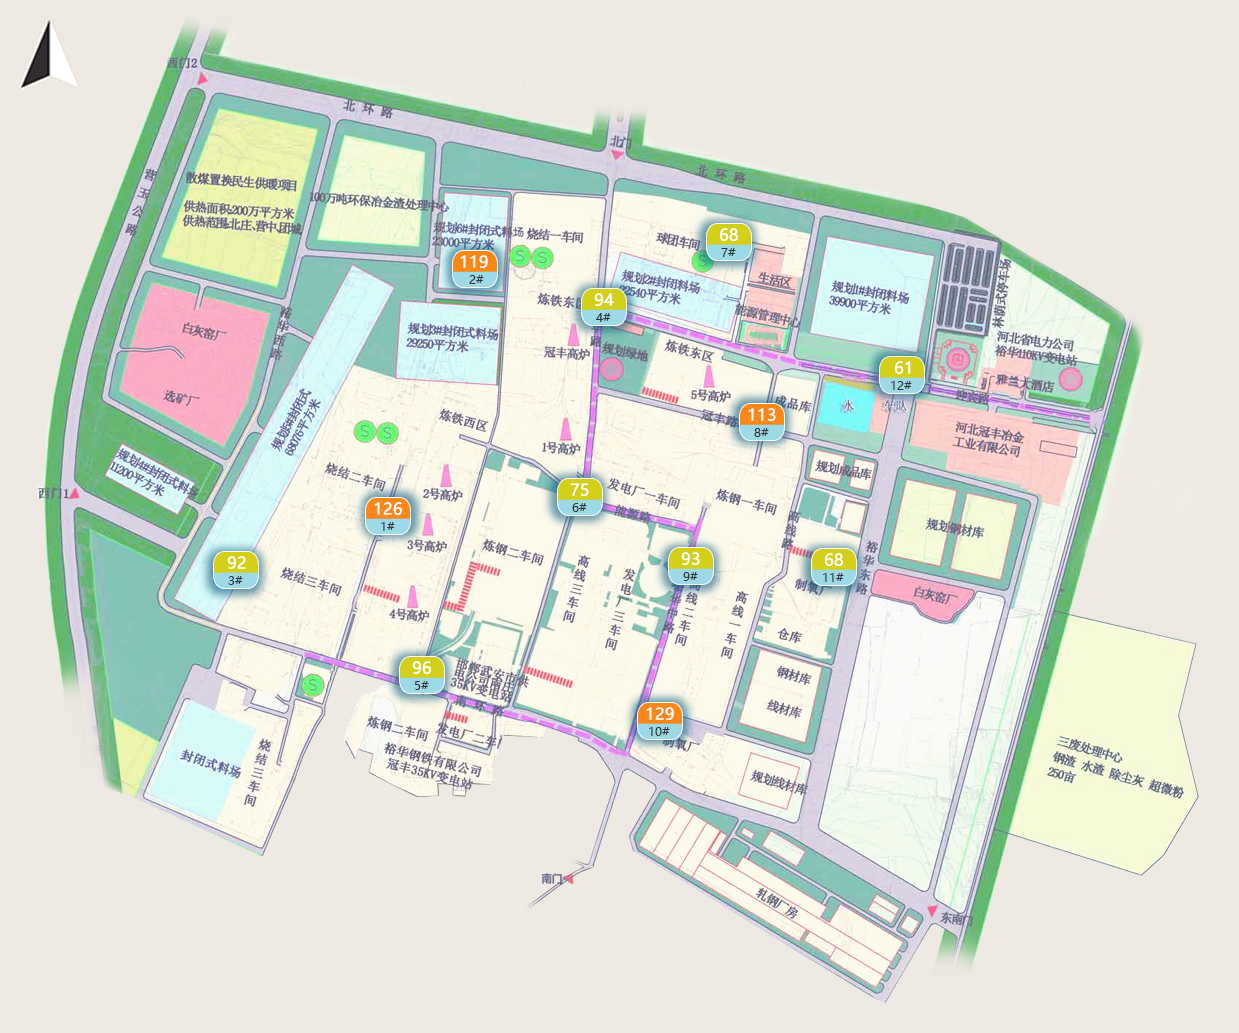 西门2
北 环 路
北门
北 环 路
营
玉
公
路
散煤置换民生供暖项目
供热面积:200万平方米
供热范围:北庄、营中、团城
100万吨环保冶金渣处理中心
规划6#封闭式料场
23000平方米
烧结一车间
119
2#
S
S
球团车间
68
7#
S
生活区
规划2#封闭料场
32540平方米
能源管理中心
规划1#封闭料场
39900平方米
林荫式停车场
河北省电力公司
裕华110KV变电站
雅兰大酒店
迎宾路
白灰窑厂
选矿厂
裕
华
西
路
规划3#封闭式料场
29250平方米
炼铁东区
94
4#
路
冠丰高炉
规划绿地
炼铁东区
5号高炉
61
12#
水
车队
成品库
冠丰路
113
8#
河北冠丰冶金
工业有限公司
规划5#封闭式
68076平方米
炼铁西区
S
S
1号高炉
规划4#封闭式料场
11200平方米
西门1
烧结二车间
2号高炉
126
1#
3号高炉
75
6#
发电厂一车间
能源路
炼钢一车间
规划成品库
规划钢材库
高
线
路
裕
华
东
路
92
3#
烧结三车间
4号高炉
炼钢二车间
高
线
三
车
间
发
电
厂
三
车
间
93
9#
高
线
二
车
间
华
中
路
高
线
一
车
间
68
11#
制氧厂
仓库
白灰窑厂
钢材库
线材库
96
5#
邯郸武安市供
电公司南站
35KV变电站
南 环 路
S
炼钢一车间
发电厂二车间
裕华钢铁有限公司
冠丰35KV变电站
129
10#
制氧厂
规划线材库
封闭式料场
烧
结
三
车
间
三废处理中心
钢渣 水渣 除尘灰 超微粉
250亩
南门
轧钢厂房
东南门